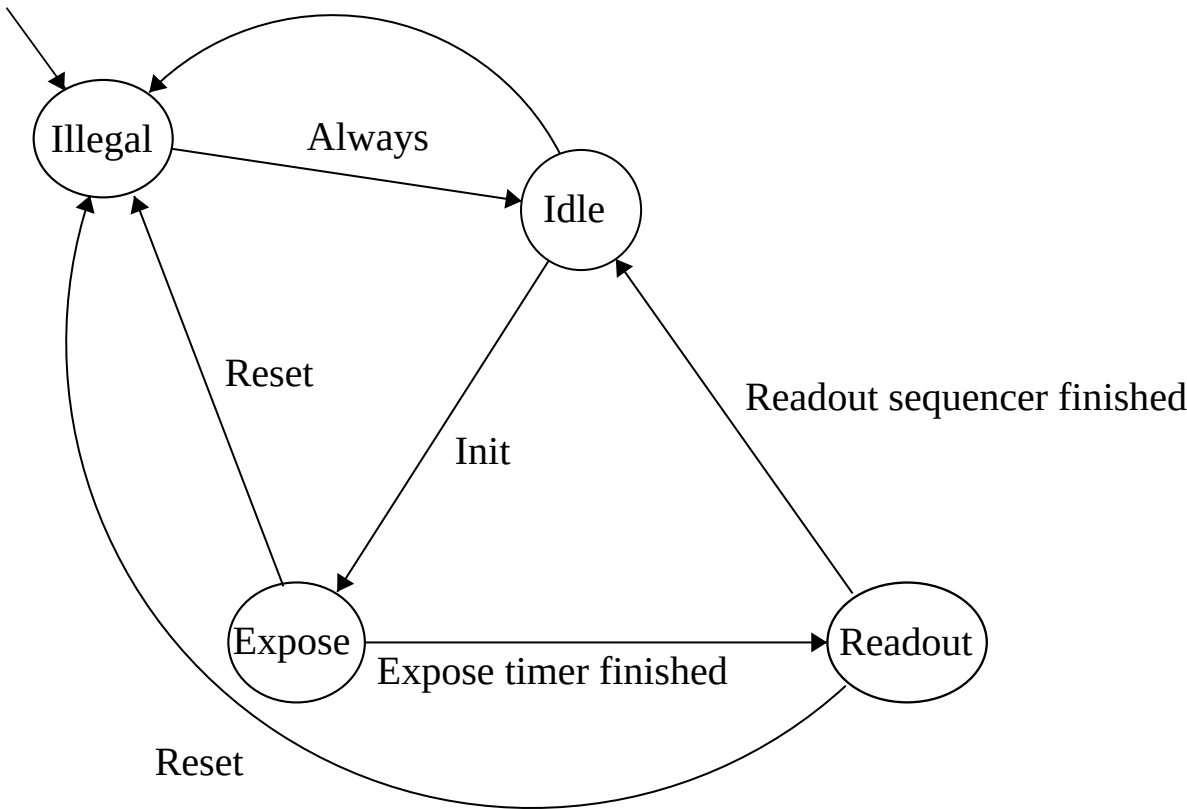 Illegal
Always
Idle
Reset
Readout sequencer finished
Init
Expose
Readout
Expose timer finished
Reset